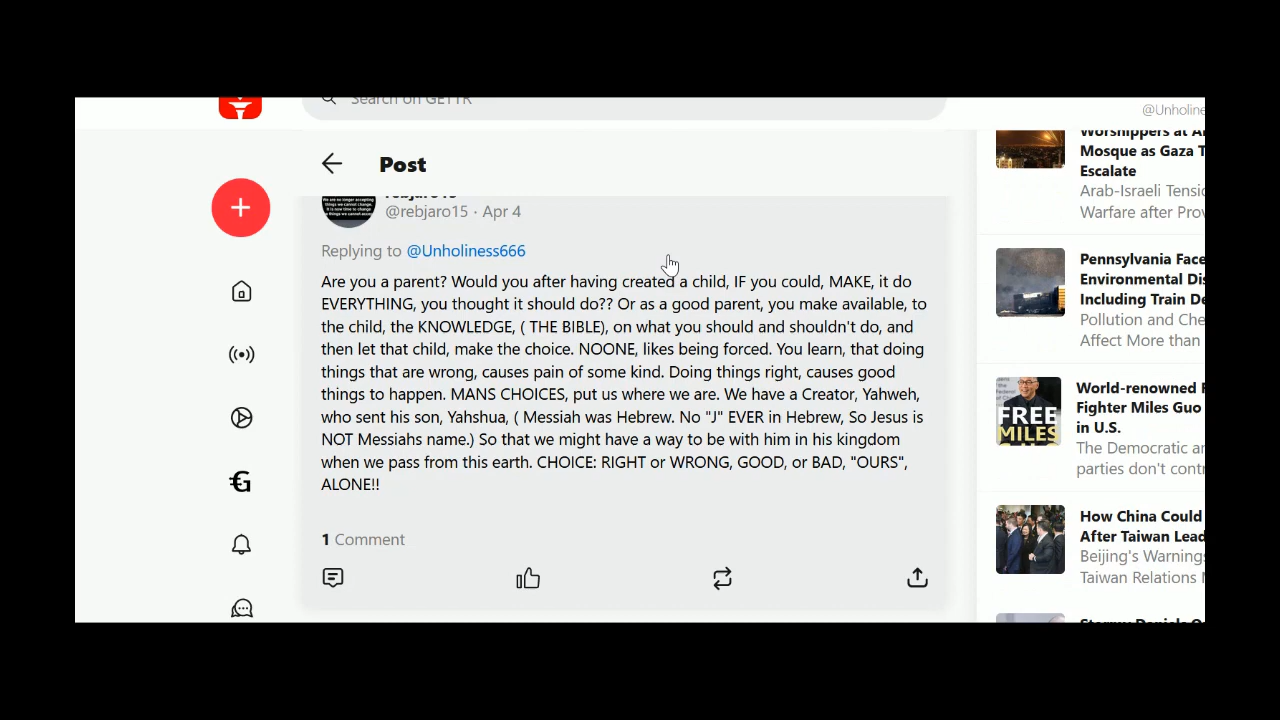 Search on GETTR
@Unholine
Post
rebjaro15
@rebjaro15 · Apr 4
Replying to @Unholiness666
Are you a parent? Would you after having created a child, IF you could, MAKE, it do
EVERYTHING, you thought it should do?? Or as a good parent, you make available, to
the child, the KNOWLEDGE, ( THE BIBLE), on what you should and shouldn't do, and
then let that child, make the choice. NOONE, likes being forced. You learn, that doing
things that are wrong, causes pain of some kind. Doing things right, causes good
things to happen. MANS CHOICES, put us where we are. We have a Creator, Yahweh,
who sent his son, Yahshua, ( Messiah was Hebrew. No "J" EVER in Hebrew, So Jesus is
NOT Messiahs name.) So that we might have a way to be with him in his kingdom
when we pass from this earth. CHOICE: RIGHT or WRONG, GOOD, or BAD, "OURS",
ALONE!!
1 Comment
Worshippers at A
Mosque as Gaza T
Escalate
Arab-Israeli Tensi
Warfare after Prov
Pennsylvania Face
Environmental Dis
Including Train De
Pollution and Che
Affect More than
World-renowned
Fighter Miles Guo
in U.S.
The Democratic a
parties don't contr
FREE
MILES
How China Could
After Taiwan Lead
Beijing's Warning
Taiwan Relations
Stormy Daniels O